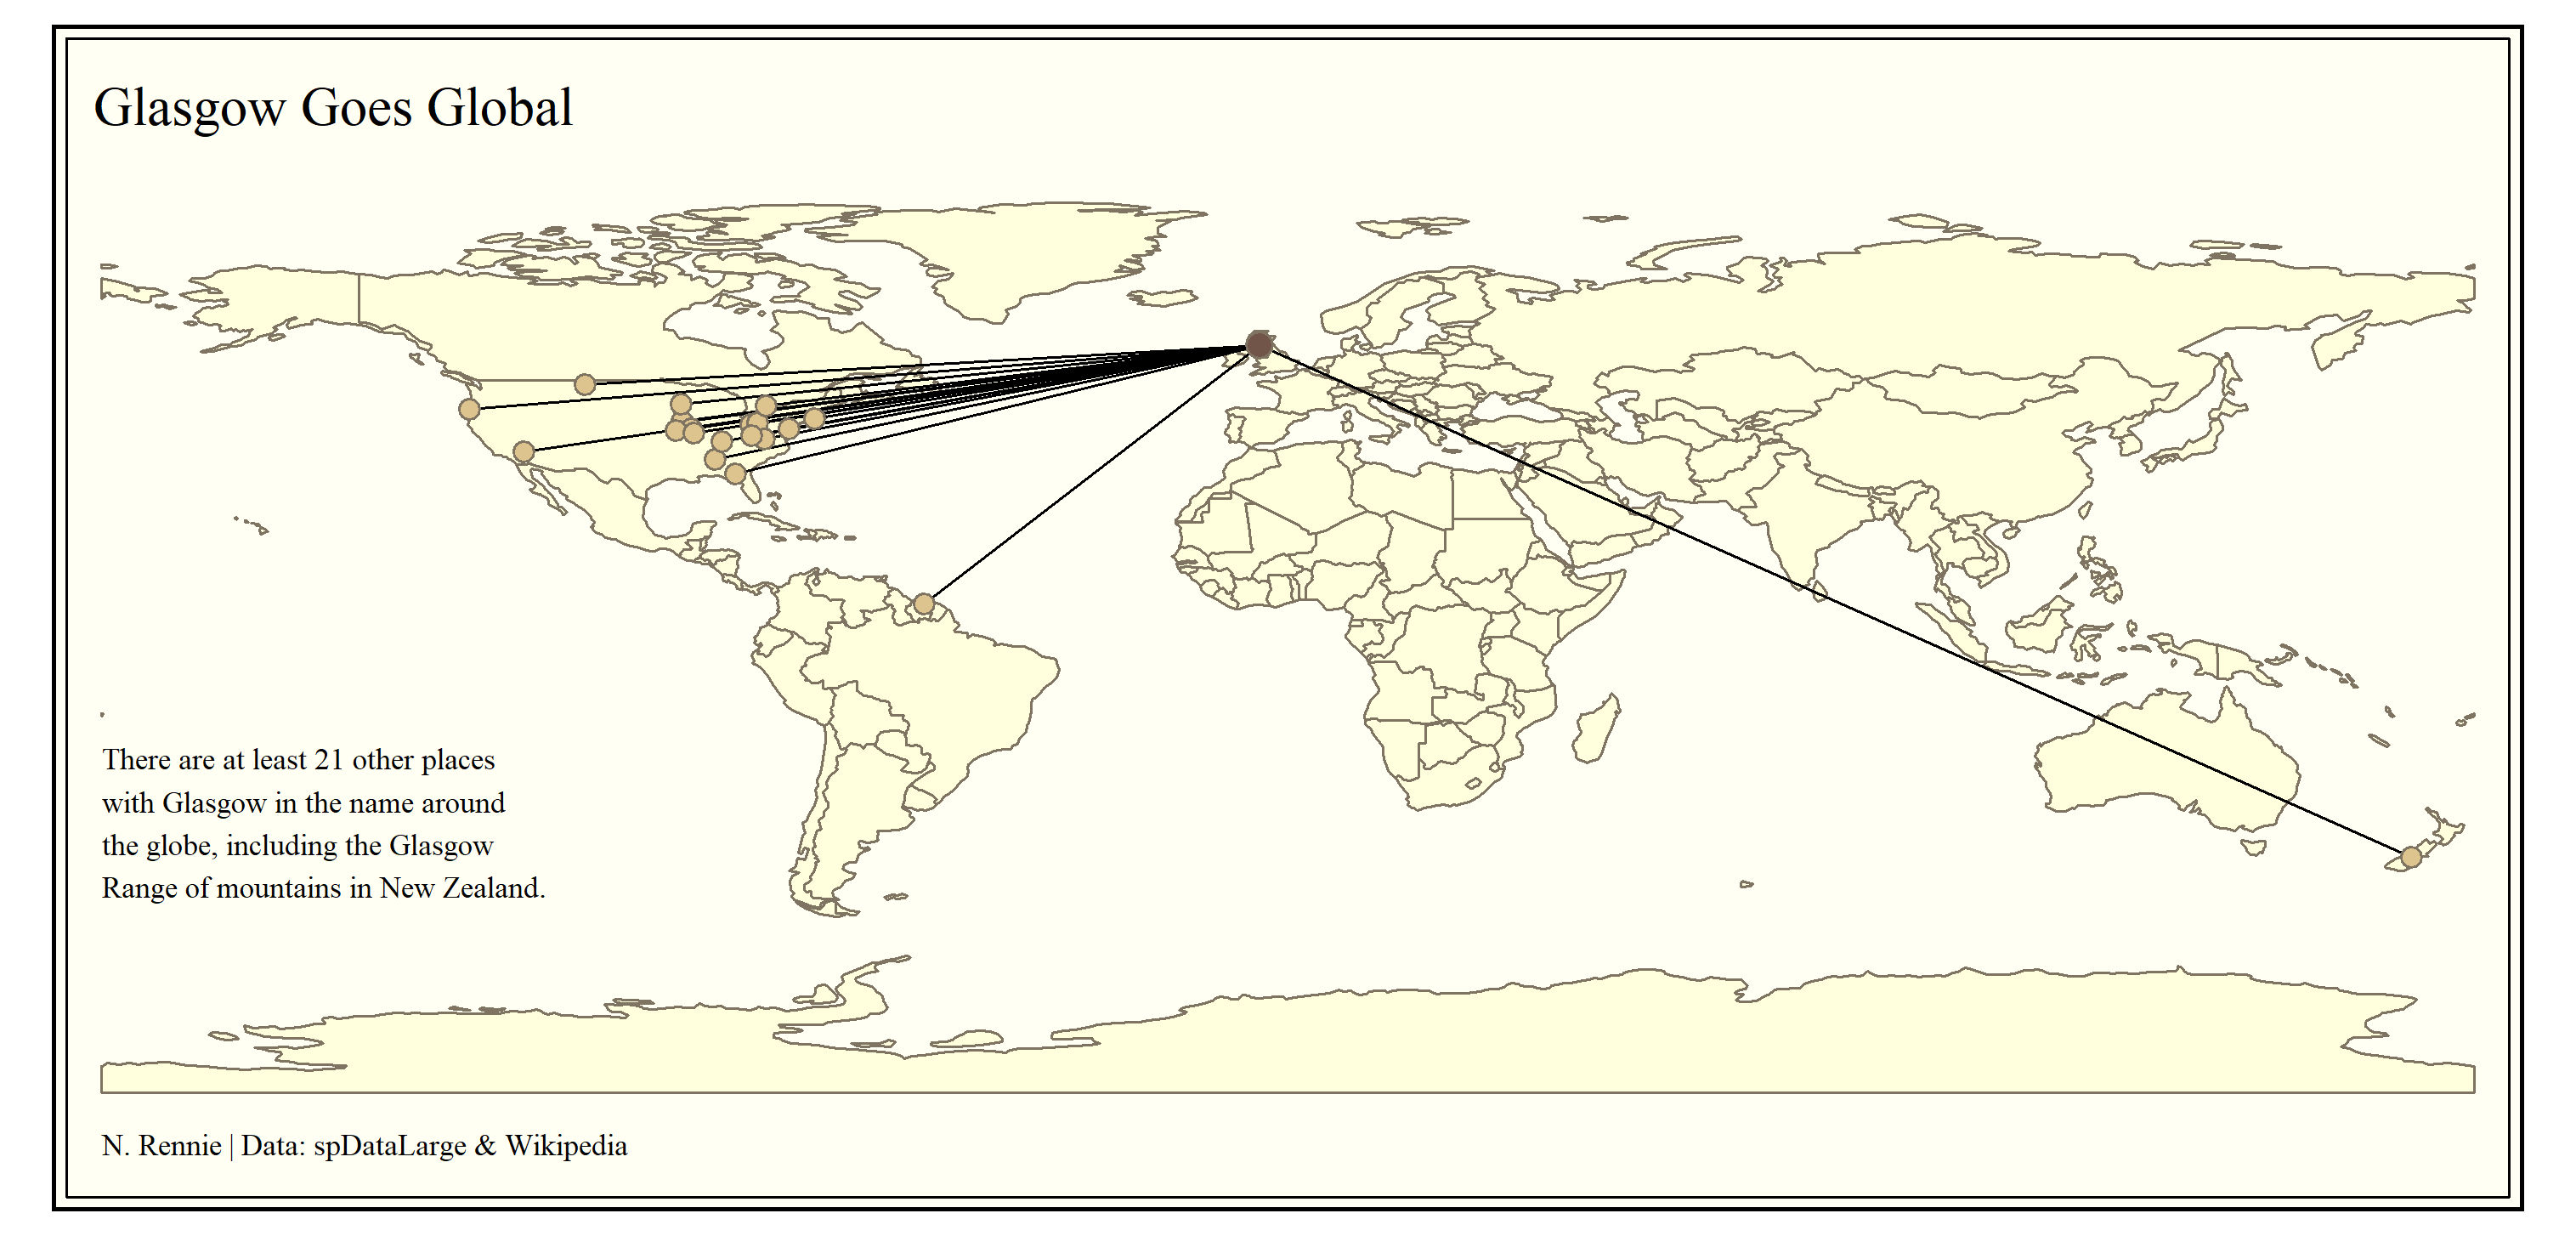 Glasgow Goes Global
There are at least 21 other places
with Glasgow in the name around
the globe, including the Glasgow
Range of mountains in New Zealand.
N. Rennie | Data: spDataLarge & Wikipedia